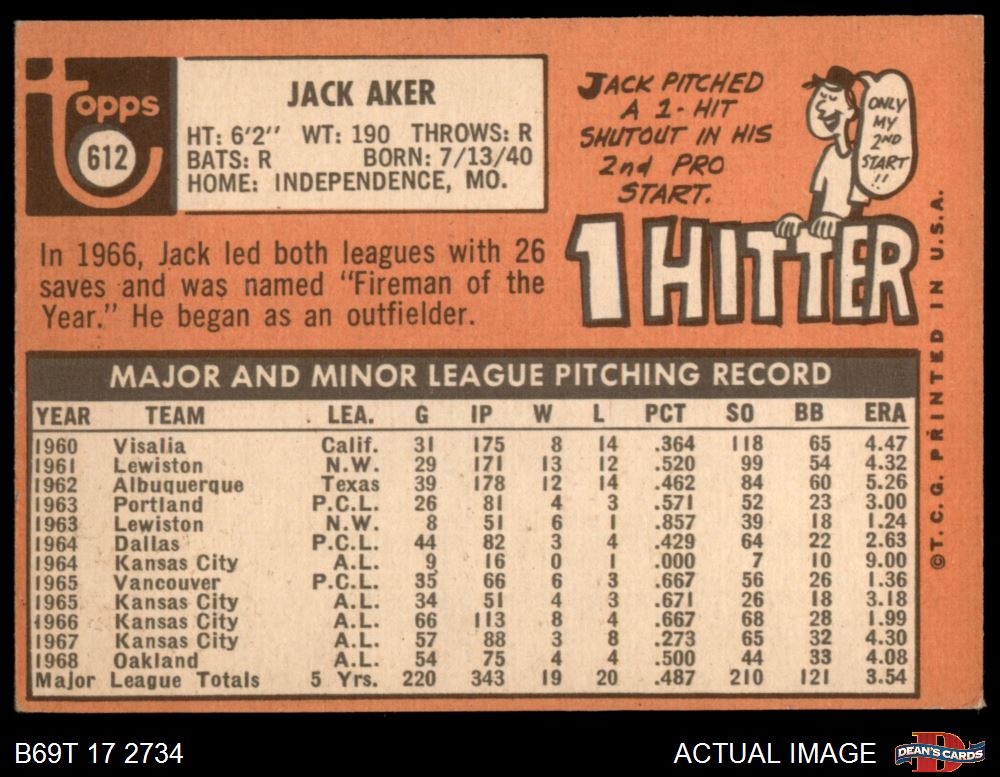 Topps
612
JACK AKER
HT: 6'2" WT: 190 THROWS: R
BATS: R BORN: 7/13/40
HOME: INDEPENDENCE, MO.
JACK PITCHED
A 1-HIT
SHUTOUT IN HIS
2nd PRO
START.
ONLY
MY
2ND
START
!!
1 HITTER
In 1966, Jack led both leagues with 26
saves and was named "Fireman of the
Year." He began as an outfielder.
MAJOR AND MINOR LEAGUE PITCHING RECORD
YEAR TEAM LEA. G IP W L PCT SO BB ERA
1960 Visalia Calif. 31 175 8 14 .364 118 65 4.47
1961 Lewiston N.W. 29 171 13 12 .520 99 54 4.32
1962 Albuquerque Texas 39 178 12 14 .462 84 60 5.26
1963 Portland P.C.L. 26 81 4 3 .571 52 23 3.00
1963 Lewiston N.W. 8 51 6 1 .857 39 18 1.24
1964 Dallas P.C.L. 44 82 3 4 .429 64 22 2.63
1964 Kansas City A.L. 9 16 0 1 .000 7 10 9.00
1965 Vancouver P.C.L. 35 66 6 3 .667 56 26 1.36
1965 Kansas City A.L. 34 51 4 3 .671 26 18 3.18
1966 Kansas City A.L. 66 113 8 4 .667 68 28 1.99
1967 Kansas City A.L. 57 88 3 8 .273 65 32 4.30
1968 Oakland A.L. 54 75 4 4 .500 44 33 4.08
Major League Totals 5 Yrs. 220 343 19 20 .487 210 121 3.54
©T. C. G. PRINTED IN U.S.A.
B69T 17 2734
ACTUAL IMAGE
D
DEAN'S CARDS